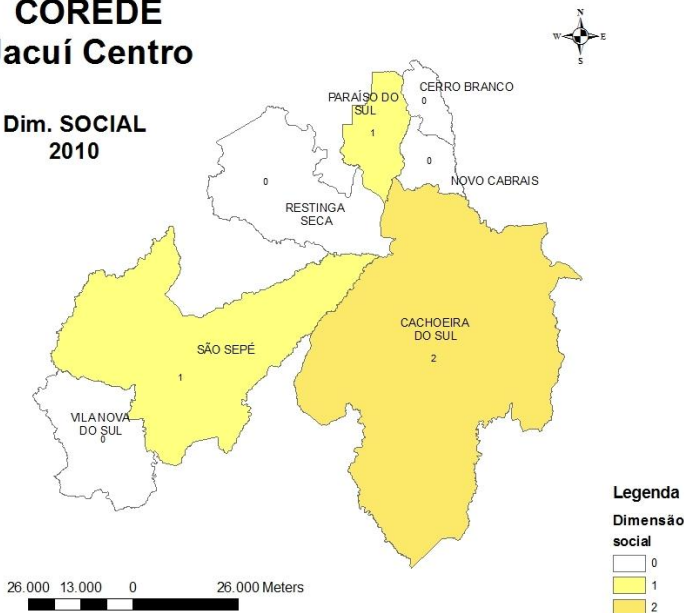 COREDE
Jacuí Centro
Dim. SOCIAL
2010
N
W
E
S
CERRO BRANCO
0
PARAÍSO DO
SUL
1
0
NOVO CABRAIS
0
RESTINGA
SECA
CACHOEIRA
DO SUL
2
SÃO SEPÉ
1
VILA NOVA
DO SUL
0
Legenda
Dimensão
social
0
1
2
26.000 13.000 0 26.000 Meters